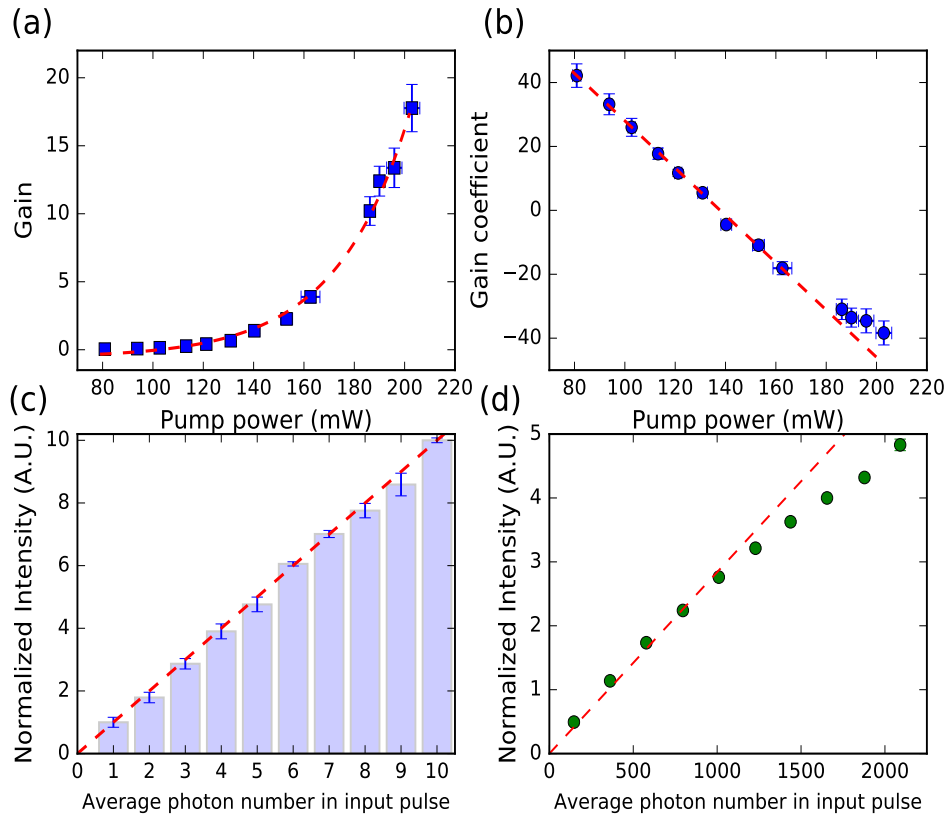 (a)
Gain
20
15
10
5
0
80 100 120 140 160 180 200 220
Pump power (mW)
(b)
Gain coefficient
40
20
0
−20
−40
80 100 120 140 160 180 200 220
Pump power (mW)
(c)
Normalized Intensity (A.U.)
10
8
6
4
2
0
0 1 2 3 4 5 6 7 8 9 10
Average photon number in input pulse
(d)
Normalized Intensity (A.U.)
5
4
3
2
1
0
0 500 1000 1500 2000
Average photon number in input pulse